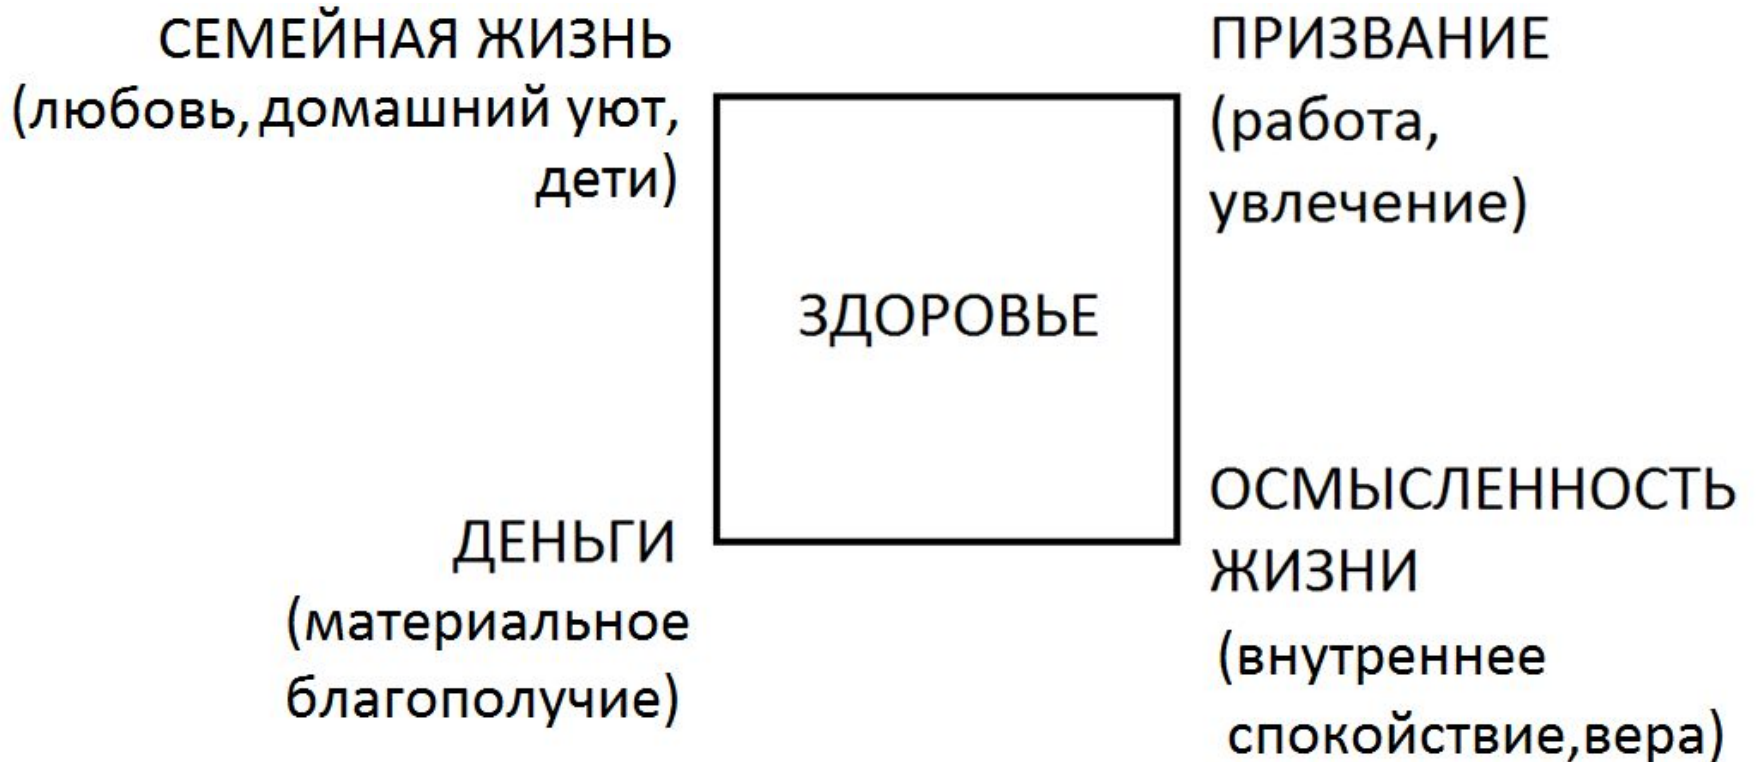 СЕМЕЙНАЯ ЖИЗНЬ
(любовь, домашний уют,
дети)
ПРИЗВАНИЕ
(работа,
увлечение)
ЗДОРОВЬЕ
ДЕНЬГИ
(материальное
благополучие)
ОСМЫСЛЕННОСТЬ
ЖИЗНИ
(внутреннее
спокойствие,вера)